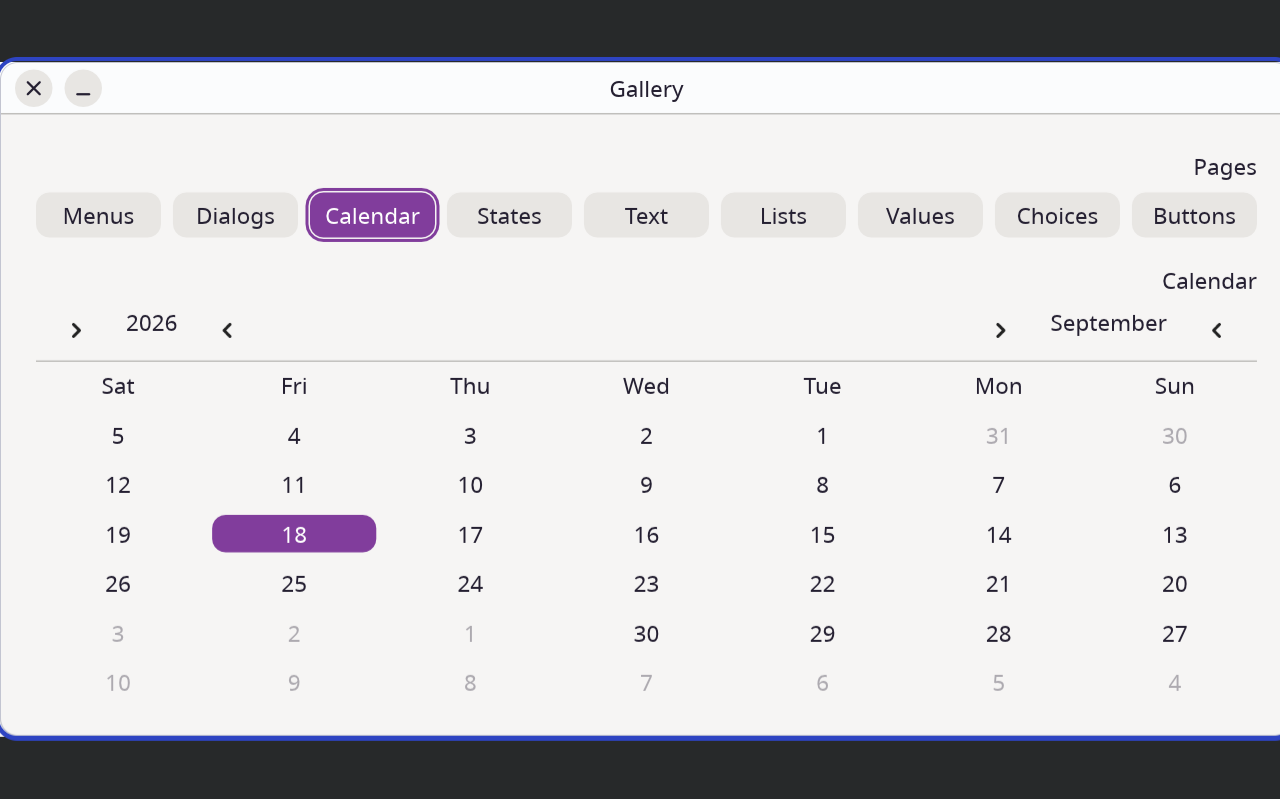 Gallery
Pages
Menus Dialogs Calendar States Text Lists Values Choices Buttons
Calendar
2026 September
Sat Fri Thu Wed Tue Mon Sun
5 4 3 2 1 31 30
12 11 10 9 8 7 6
19 18 17 16 15 14 13
26 25 24 23 22 21 20
3 2 1 30 29 28 27
10 9 8 7 6 5 4